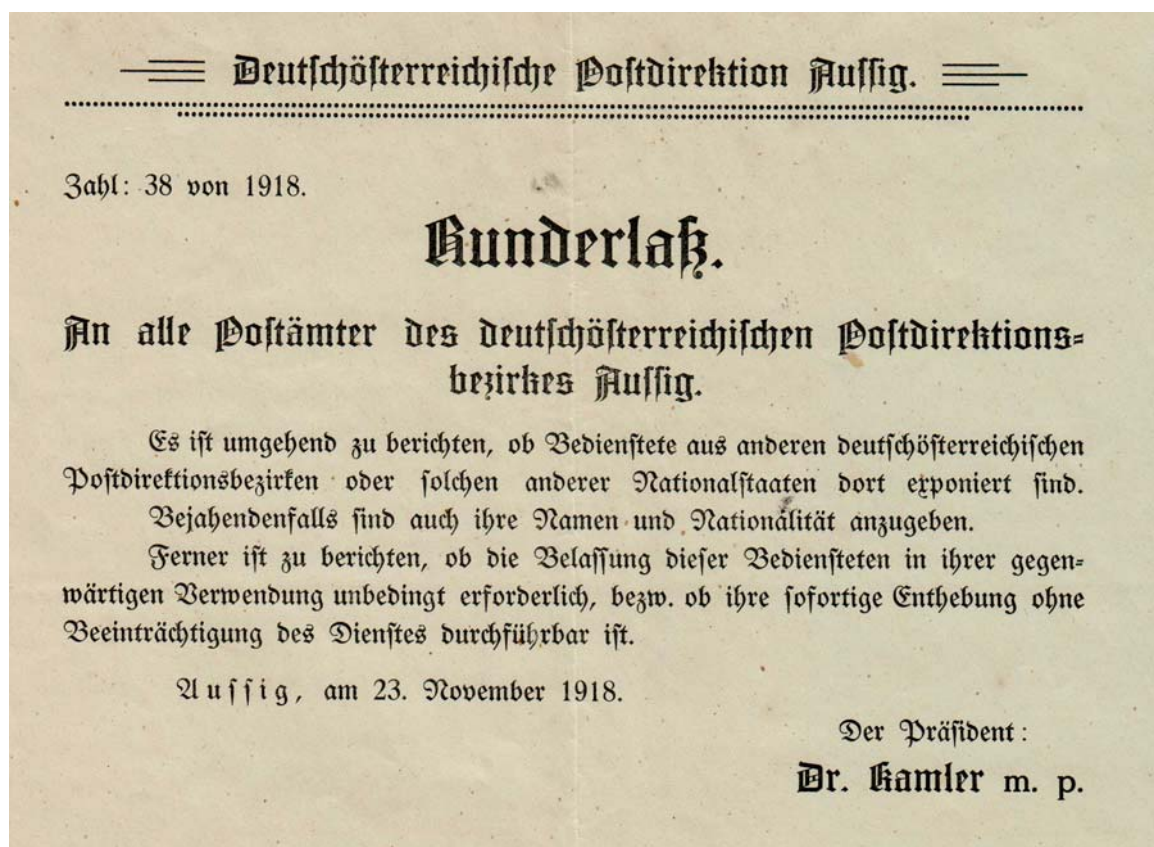 Deutschösterreichische Postdirektion Aussig.
Zahl: 38 von 1918.
Runderlaß.
An alle Postämter des deutschösterreichischen Postdirektions-
bezirkes Aussig.
Es ist umgehend zu berichten, ob Bedienstete aus anderen deutschösterreichischen
Postdirektionsbezirken oder solchen anderer Nationalstaaten dort exponiert sind.
Bejahendenfalls sind auch ihre Namen und Nationalität anzugeben.
Ferner ist zu berichten, ob die Belassung dieser Bediensteten in ihrer gegen-
wärtigen Verwendung unbedingt erforderlich, bezw. ob ihre sofortige Enthebung ohne
Beeinträchtigung des Dienstes durchführbar ist.
Aussig, am 23. November 1918.
Der Präsident:
Dr. Kamler m. p.